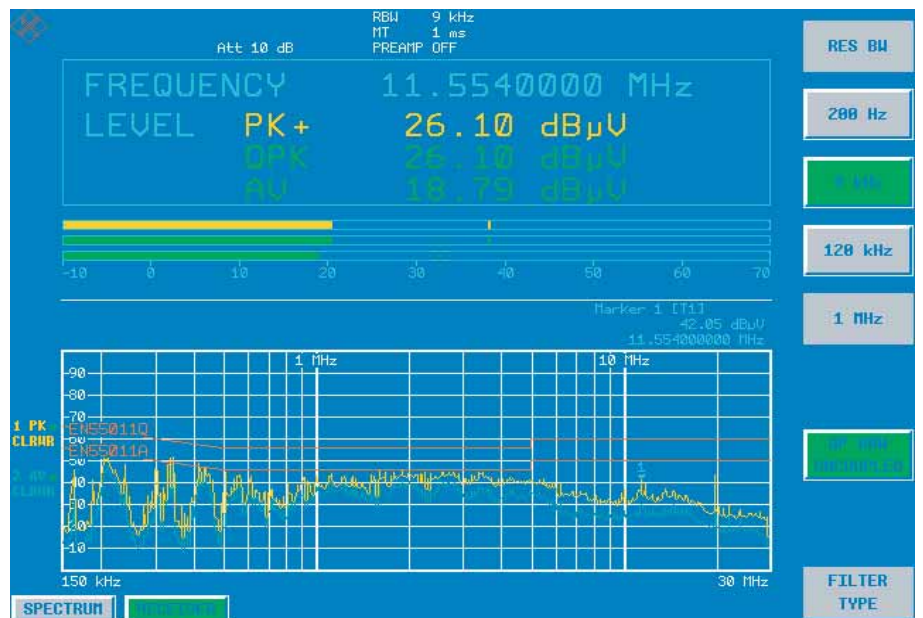 RBW 9 kHz
MT 1 ms
Att 10 dB PREAMP OFF
FREQUENCY 11.5540000 MHz
LEVEL PK+ 26.10 dBµV
QPK 26.10 dBµV
AV 18.79 dBµV
-10 0 10 20 30 40 50 60 70
Marker 1 [T1]
42.05 dBµV
11.554000000 MHz
1 MHz 10 MHz
90
80
70
1 PK
CLRWR
EN55011Q
60
EN55011A
50
2 AV
CLRWR
40
30
20
10
1
150 kHz 30 MHz
SPECTRUM RECEIVER
RES BW
200 Hz
9 kHz
120 kHz
1 MHz
FILTER
TYPE